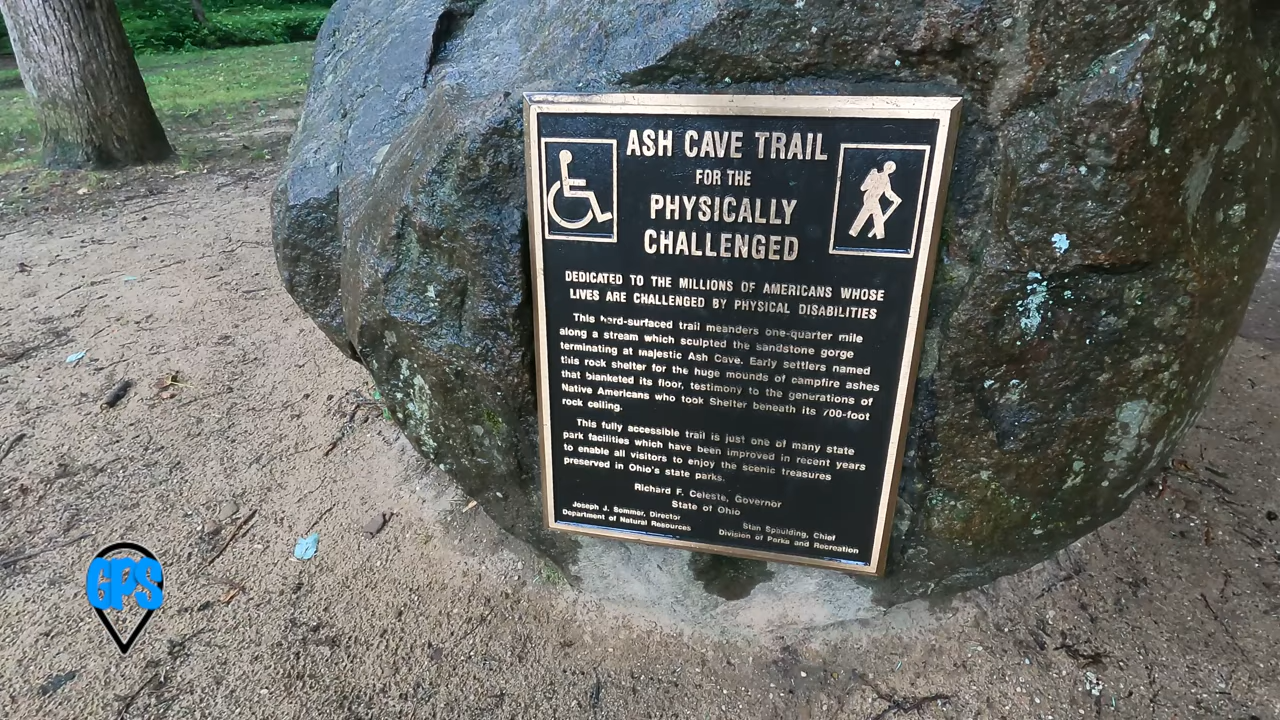 ASH CAVE TRAIL
FOR THE
PHYSICALLY
CHALLENGED
DEDICATED TO THE MILLIONS OF AMERICANS WHOSE
LIVES ARE CHALLENGED BY PHYSICAL DISABILITIES
This hard-surfaced trail meanders one-quarter mile
along a stream which sculpted the sandstone gorge
terminating at majestic Ash Cave. Early settlers named
this rock shelter for the huge mounds of campfire ashes
that blanketed its floor, testimony to the generations of
Native Americans who took Shelter beneath its 700-foot
rock ceiling.
This fully accessible trail is just one of many state
park facilities which have been improved in recent years
to enable all visitors to enjoy the scenic treasures
preserved in Ohio's state parks.
Richard F. Celeste, Governor
State of Ohio
Joseph J. Sommer, Director
Department of Natural Resources
Stan Spaulding, Chief
Division of Parks and Recreation
GPS